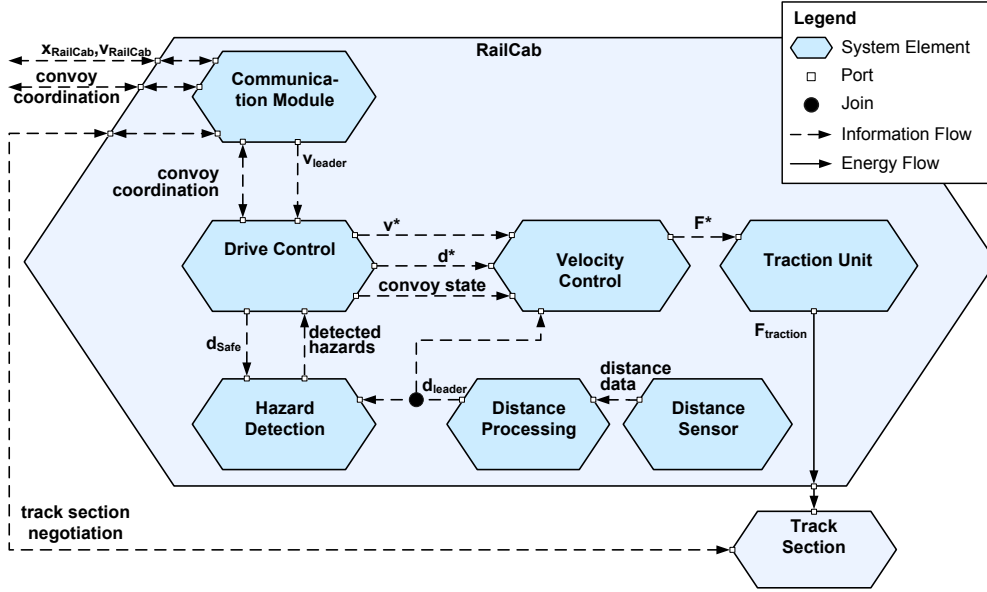 Legend
System Element
Port
Join
Information Flow
Energy Flow
RailCab
xRailCab,vRailCab
convoy
coordination
Communica-
tion Module
convoy
coordination
vleader
Drive Control
v*
d*
convoy state
Velocity
Control
F*
Traction Unit
dSafe
detected
hazards
Ftraction
Hazard
Detection
dleader
Distance
Processing
distance
data
Distance
Sensor
track section
negotiation
Track
Section